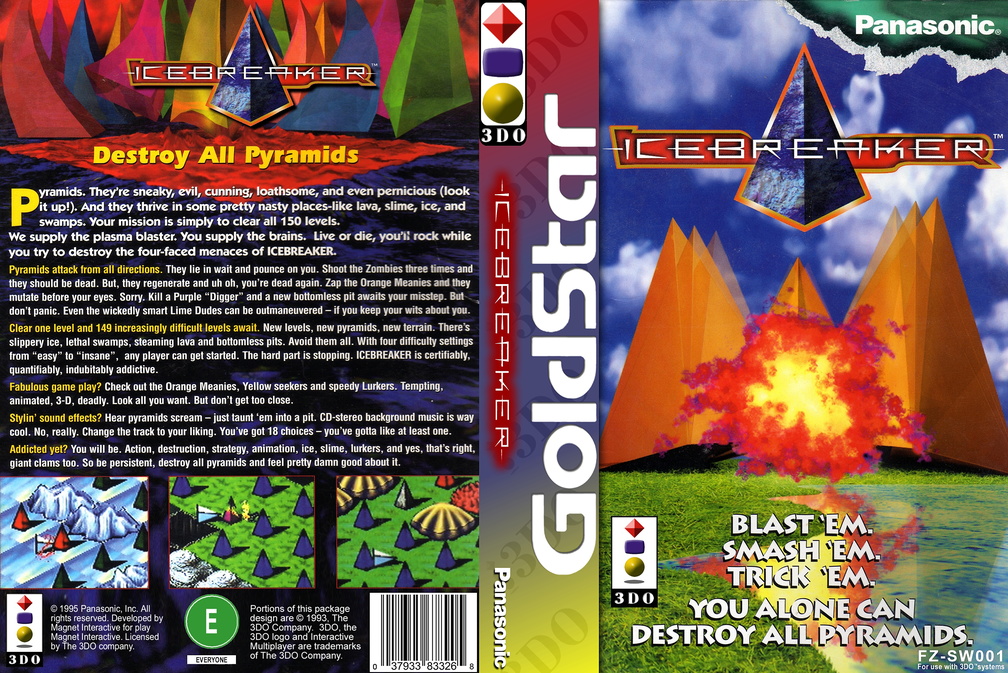 ICEBREAKER™
Destroy All Pyramids
Pyramids. They're sneaky, evil, cunning, loathsome, and even pernicious (look
it up!). And they thrive in some pretty nasty places-like lava, slime, ice, and
swamps. Your mission is simply to clear all 150 levels.
We supply the plasma blaster. You supply the brains. Live or die, you'll rock while
you try to destroy the four-faced menaces of ICEBREAKER.
Pyramids attack from all directions. They lie in wait and pounce on you. Shoot the Zombies three times and
they should be dead. But, they regenerate and uh oh, you're dead again. Zap the Orange Meanies and they
mutate before your eyes. Sorry. Kill a Purple "Digger" and a new bottomless pit awaits your misstep. But
don't panic. Even the wickedly smart Lime Dudes can be outmaneuvered – if you keep your wits about you.
Clear one level and 149 increasingly difficult levels await. New levels, new pyramids, new terrain. There's
slippery ice, lethal swamps, steaming lava and bottomless pits. Avoid them all. With four difficulty settings
from "easy" to "insane", any player can get started. The hard part is stopping. ICEBREAKER is certifiably,
quantifiably, indubitably addictive.
Fabulous game play? Check out the Orange Meanies, Yellow seekers and speedy Lurkers. Tempting,
animated, 3-D, deadly. Look all you want. But don't get too close.
Stylin' sound effects? Hear pyramids scream – just taunt 'em into a pit. CD-stereo background music is way
cool. No, really. Change the track to your liking. You've got 18 choices – you've gotta like at least one.
Addicted yet? You will be. Action, destruction, strategy, animation, ice, slime, lurkers, and yes, that's right,
giant clams too. So be persistent, destroy all pyramids and feel pretty damn good about it.
3DO
© 1995 Panasonic, Inc. All
rights reserved. Developed by
Magnet Interactive for play
Magnet Interactive. Licensed
by The 3DO company.
E
EVERYONE
Portions of this package
design are © 1993, The
3DO Company. 3DO, the
3DO logo and Interactive
Multiplayer are trademarks
of The 3DO Company.
0 37933 83326 8
3DO
ICEBREAKER
GoldStar
Panasonic
Panasonic®
ICEBREAKER™
3DO
BLAST 'EM.
SMASH 'EM.
TRICK 'EM.
YOU ALONE CAN
DESTROY ALL PYRAMIDS.
FZ-SW001
For use with 3DO™systems